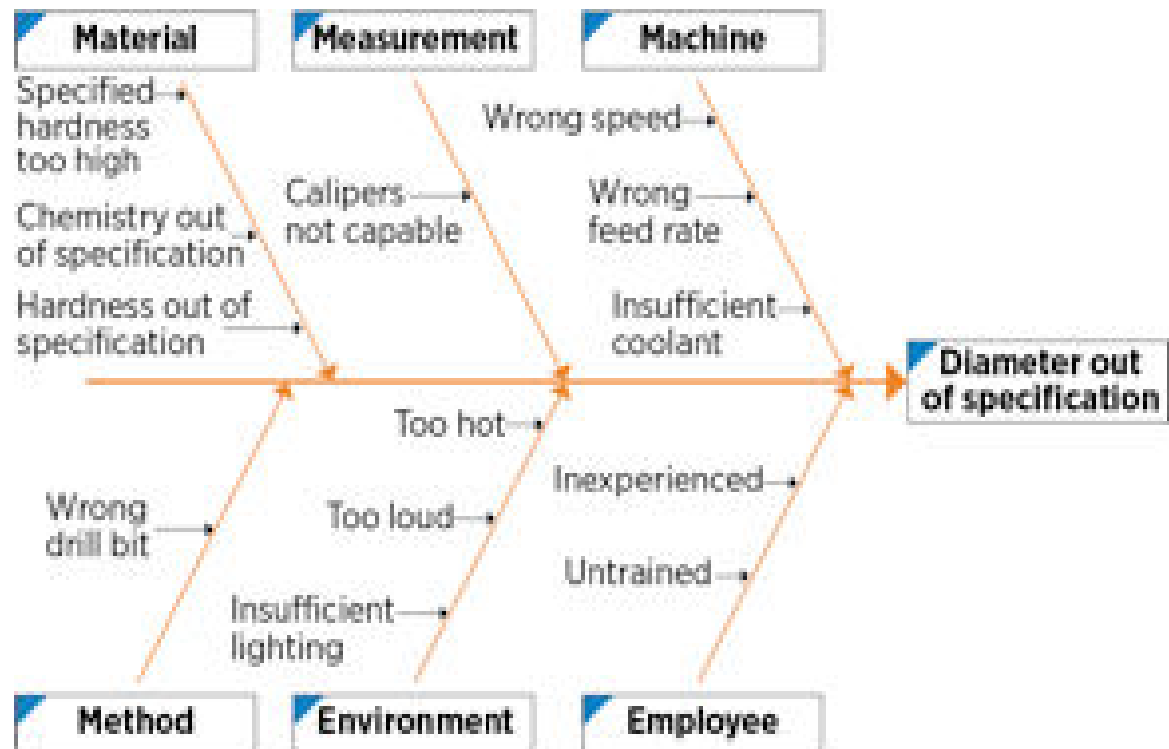 Material
Measurement
Machine
Specified
hardness
too high
Chemistry out
of specification
Hardness out of
specification
Calipers
not capable
Wrong speed
Wrong
feed rate
Insufficient
coolant
Diameter out
of specification
Wrong
drill bit
Too hot
Too loud
Insufficient
lighting
Inexperienced
Untrained
Method
Environment
Employee